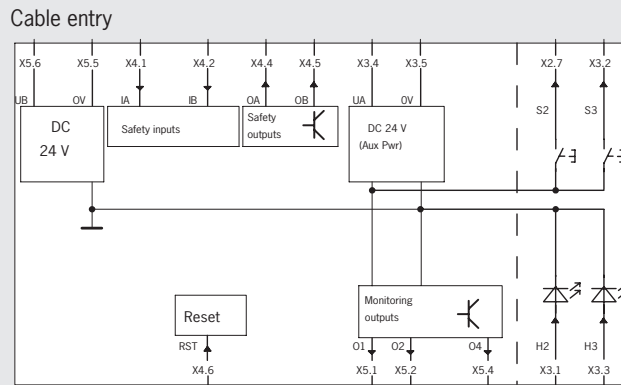 Cable entry
X5.6 X5.5 X4.1 X4.2 X4.4 X4.5 X3.4 X3.5 X2.7 X3.2
UB OV IA IB OA OB UA OV S2 S3
DC
24 V
Safety inputs
Safety
outputs
DC 24 V
(Aux Pwr)
Monitoring
outputs
Reset
RST O1 O2 O4 H2 H3
X4.6 X5.1 X5.2 X5.4 X3.1 X3.3